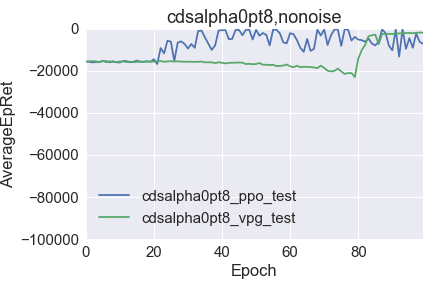 cdsalpha0pt8,nonoise
AverageEpRet
0
−20000
−40000
−60000
−80000
−100000
cdsalpha0pt8_ppo_test
cdsalpha0pt8_vpg_test
0 20 40 60 80
Epoch